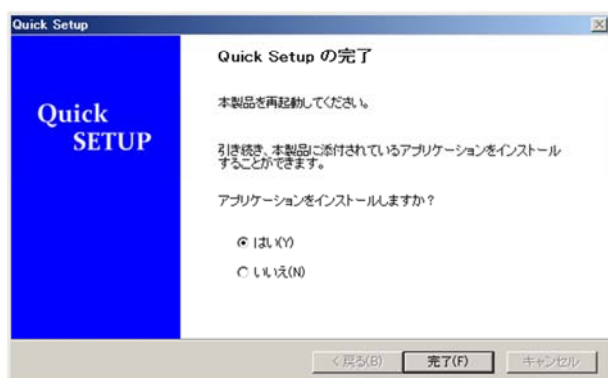 Quick Setup
Quick Setup の完了
Quick
SETUP
本製品を再起動してください。
引き続き、本製品に添付されているアプリケーションをインストール
することができます。
アプリケーションをインストールしますか？
はい(Y)
いいえ(N)
< 戻る(B)
完了(F)
キャンセル